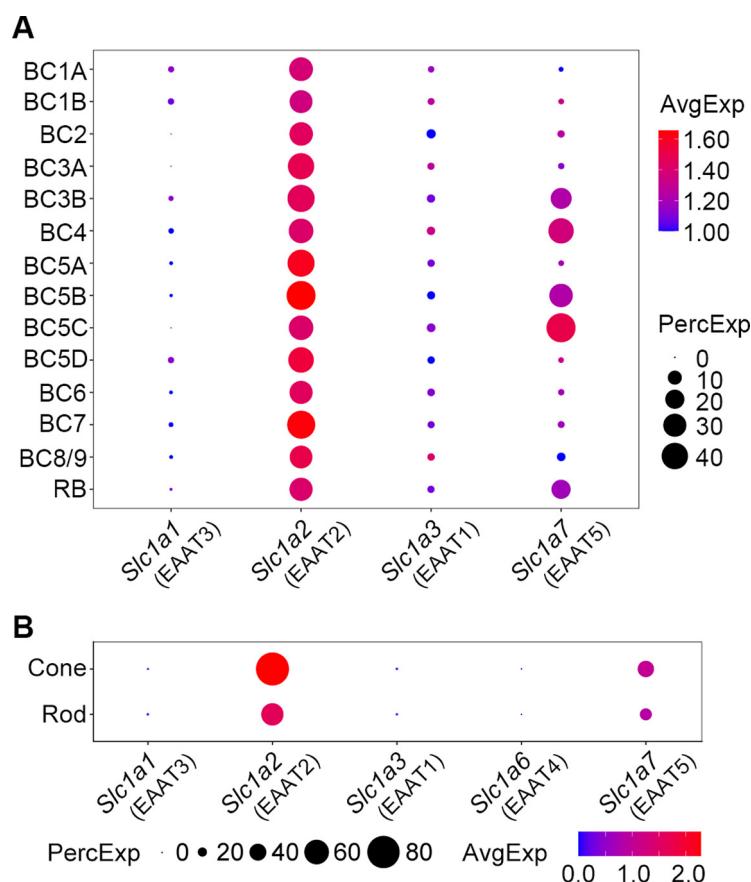 A
BC1A
BC1B
BC2
BC3A
BC3B
BC4
BC5A
BC5B
BC5C
BC5D
BC6
BC7
BC8/9
RB
Slc1a1
(EAAT3)
Slc1a2
(EAAT2)
Slc1a3
(EAAT1)
Slc1a7
(EAAT5)
AvgExp
1.60
1.40
1.20
1.00
PercExp
0
10
20
30
40
B
Cone
Rod
Slc1a1
(EAAT3)
Slc1a2
(EAAT2)
Slc1a3
(EAAT1)
Slc1a6
(EAAT4)
Slc1a7
(EAAT5)
PercExp 0 20 40 60 80
AvgExp
0.0 1.0 2.0